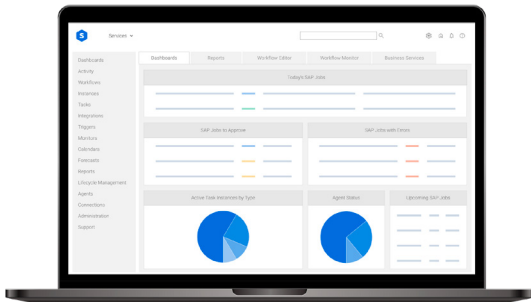 S
Services
Dashboards
Reports
Workflow Editor
Workflow Monitor
Business Services
Dashboards
Activity
Workflows
Instances
Tasks
Integrations
Triggers
Monitors
Calendars
Forecasts
Reports
Lifecycle Management
Agents
Connections
Administration
Support
Today's SAP Jobs
SAP Jobs to Approve
SAP Jobs with Errors
Active Task Instances by Type
Agent Status
Upcoming SAP Jobs